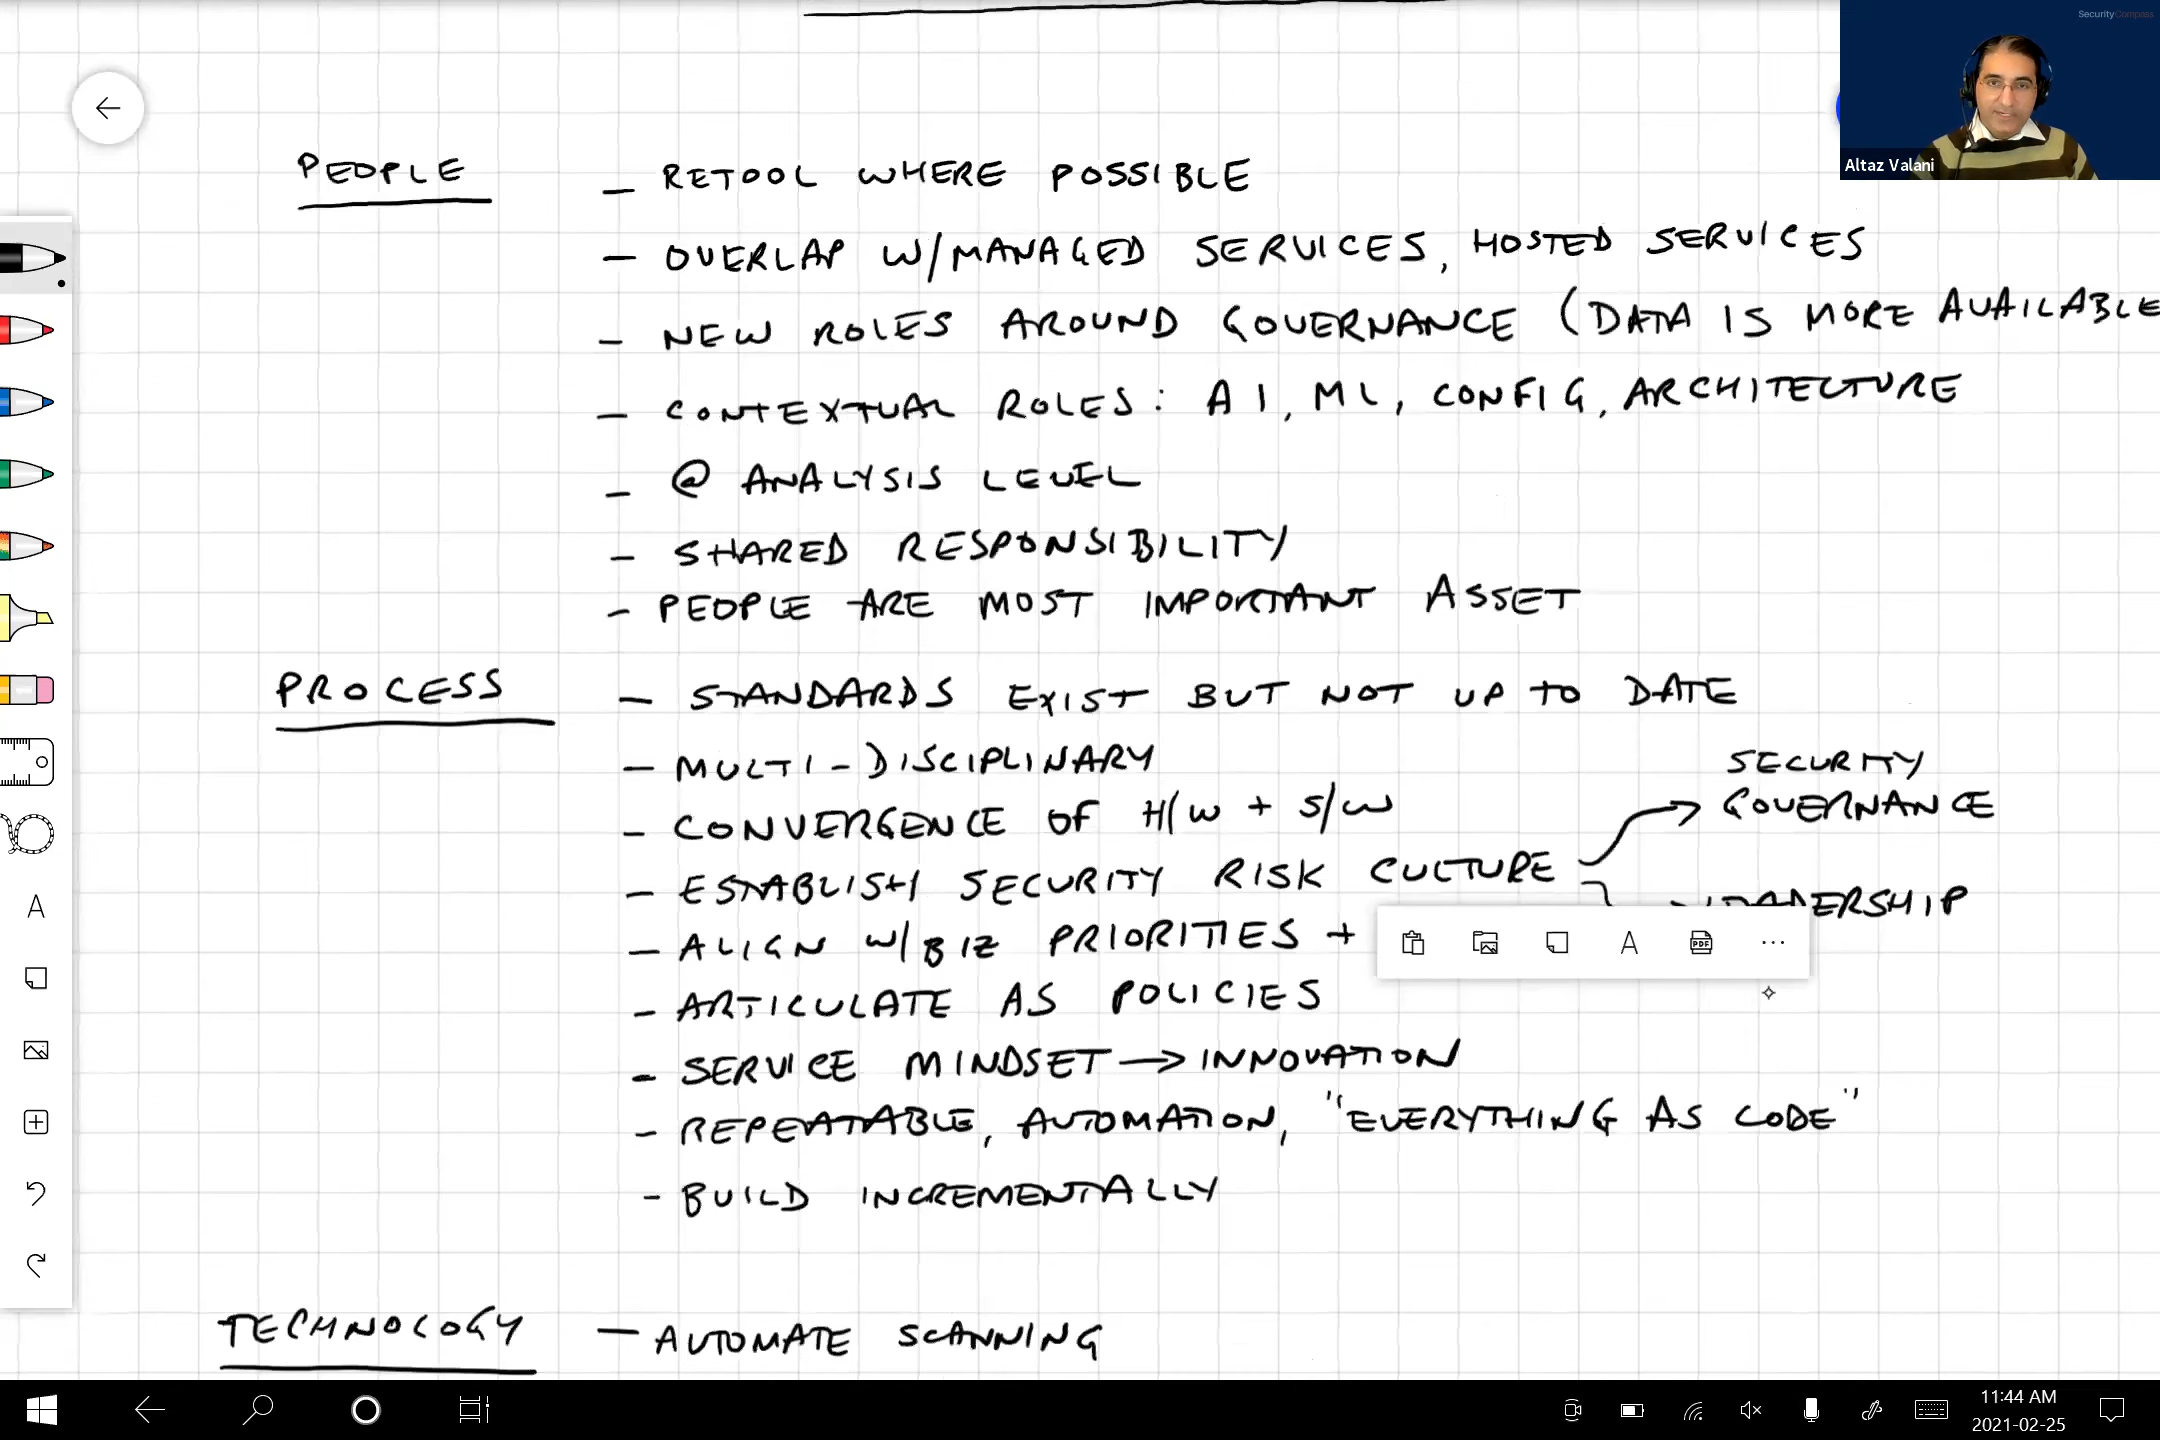 SecurityCompass
Altaz Valani
PEOPLE
- RETOOL WHERE POSSIBLE
- OVERLAP W/MANAGED SERVICES, HOSTED SERVICES
- NEW ROLES AROUND GOVERNANCE (DATA IS MORE AVAILABLE
- CONTEXTUAL ROLES: AI, ML, CONFIG, ARCHITECTURE
- @ ANALYSIS LEVEL
- SHARED RESPONSIBILITY
- PEOPLE ARE MOST IMPORTANT ASSET
PROCESS
- STANDARDS EXIST BUT NOT UP TO DATE
- MULTI-DISCIPLINARY
- CONVERGENCE OF H/W + S/W
- ESTABLISH SECURITY RISK CULTURE
SECURITY
GOVERNANCE
LEADERSHIP
- ALIGN W/BIZ PRIORITIES +
- ARTICULATE AS POLICIES
- SERVICE MINDSET → INNOVATION
- REPEATABLE, AUTOMATION, "EVERYTHING AS CODE"
- BUILD INCREMENTALLY
TECHNOLOGY
- AUTOMATE SCANNING
A
A
PDF
11:44 AM
2021-02-25